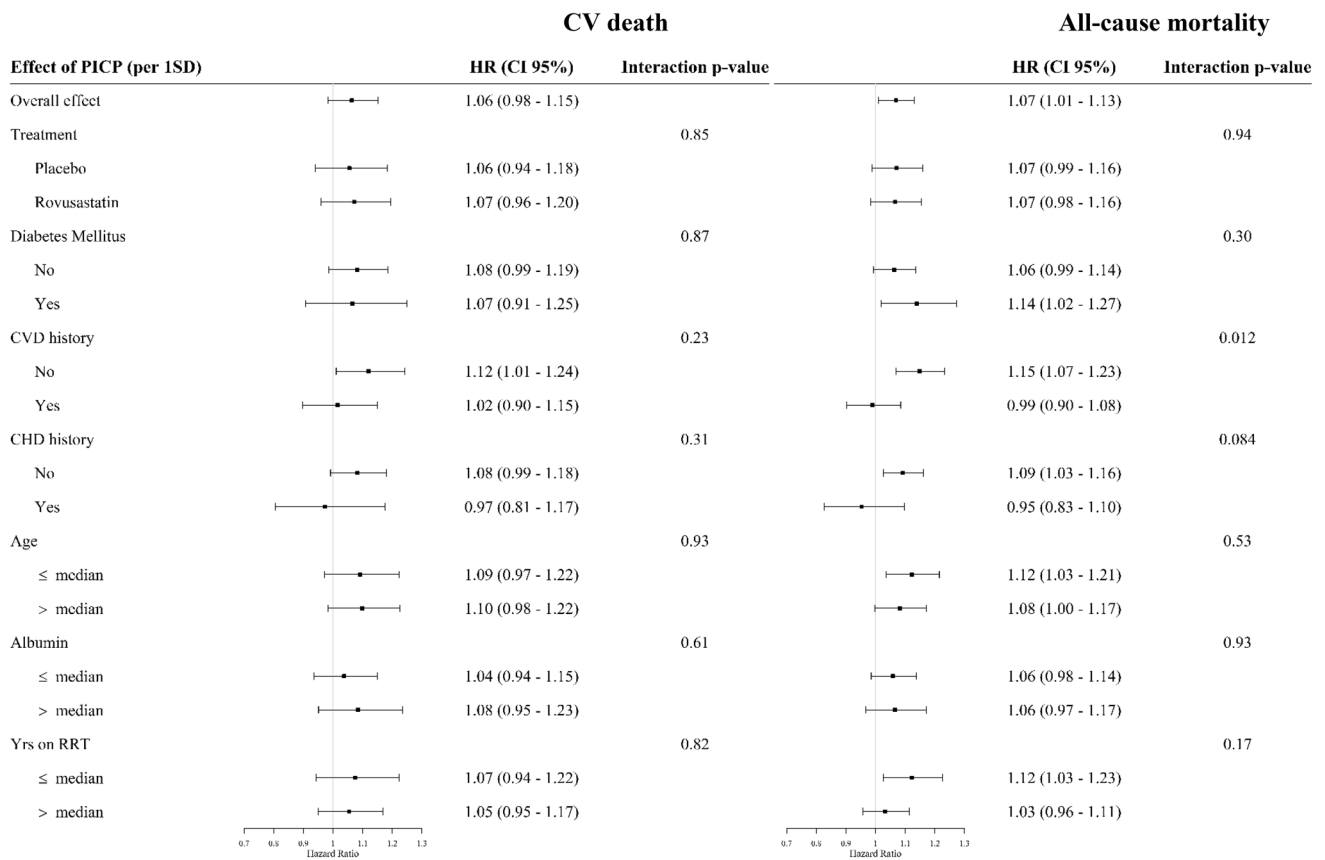 CV death All-cause mortality
Effect of PICP (per 1SD) HR (CI 95%) Interaction p-value HR (CI 95%) Interaction p-value
Overall effect 1.06 (0.98 - 1.15) 1.07 (1.01 - 1.13)
Treatment 0.85 0.94
Placebo 1.06 (0.94 - 1.18) 1.07 (0.99 - 1.16)
Rovusastatin 1.07 (0.96 - 1.20) 1.07 (0.98 - 1.16)
Diabetes Mellitus 0.87 0.30
No 1.08 (0.99 - 1.19) 1.06 (0.99 - 1.14)
Yes 1.07 (0.91 - 1.25) 1.14 (1.02 - 1.27)
CVD history 0.23 0.012
No 1.12 (1.01 - 1.24) 1.15 (1.07 - 1.23)
Yes 1.02 (0.90 - 1.15) 0.99 (0.90 - 1.08)
CHD history 0.31 0.084
No 1.08 (0.99 - 1.18) 1.09 (1.03 - 1.16)
Yes 0.97 (0.81 - 1.17) 0.95 (0.83 - 1.10)
Age 0.93 0.53
≤ median 1.09 (0.97 - 1.22) 1.12 (1.03 - 1.21)
> median 1.10 (0.98 - 1.22) 1.08 (1.00 - 1.17)
Albumin 0.61 0.93
≤ median 1.04 (0.94 - 1.15) 1.06 (0.98 - 1.14)
> median 1.08 (0.95 - 1.23) 1.06 (0.97 - 1.17)
Yrs on RRT 0.82 0.17
≤ median 1.07 (0.94 - 1.22) 1.12 (1.03 - 1.23)
> median 1.05 (0.95 - 1.17) 1.03 (0.96 - 1.11)
0.7 0.8 0.9 1 1.1 1.2 1.3 0.7 0.8 0.9 1 1.1 1.2 1.3
Hazard Ratio Hazard Ratio